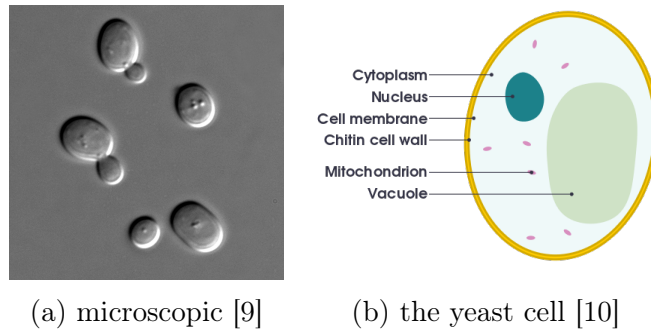 Cytoplasm
Nucleus
Cell membrane
Chitin cell wall
Mitochondrion
Vacuole
(a) microscopic [9]
(b) the yeast cell [10]